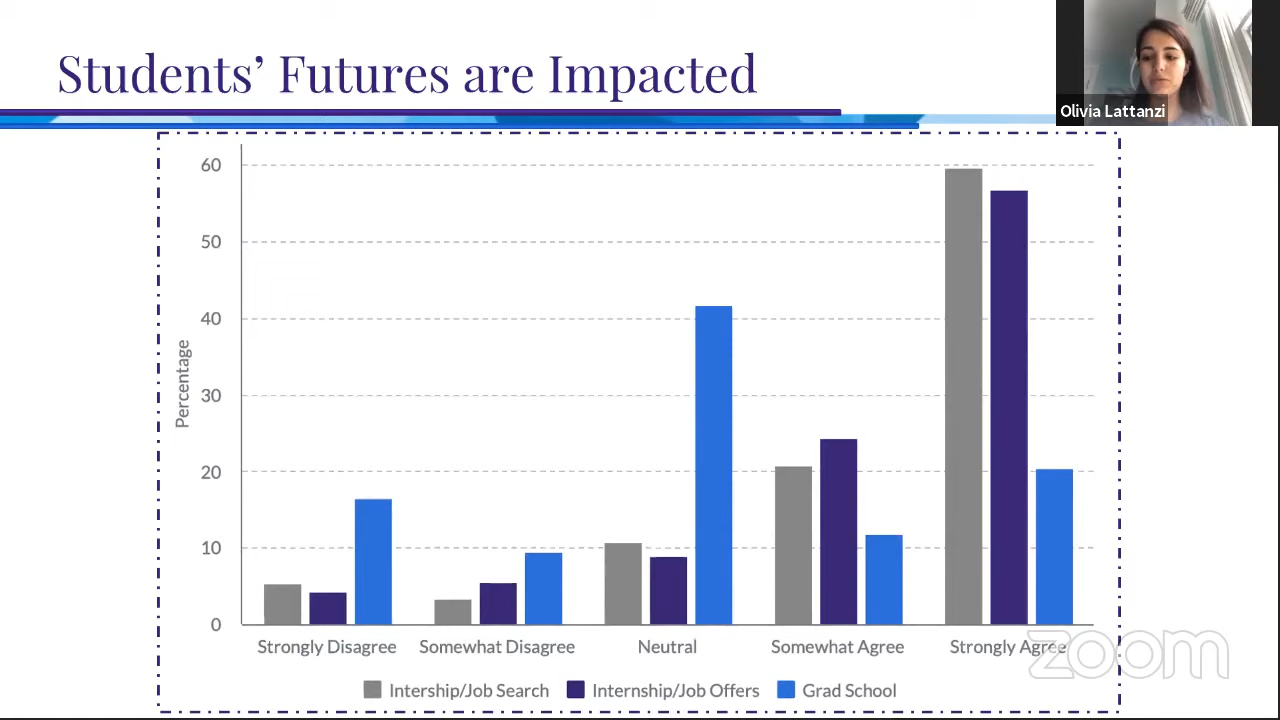 Students’ Futures are Impacted
Olivia Lattanzi
60
50
40
30
20
10
0
Percentage
Strongly Disagree
Somewhat Disagree
Neutral
Somewhat Agree
Strongly Agree
zoom
Intership/Job Search
Internship/Job Offers
Grad School